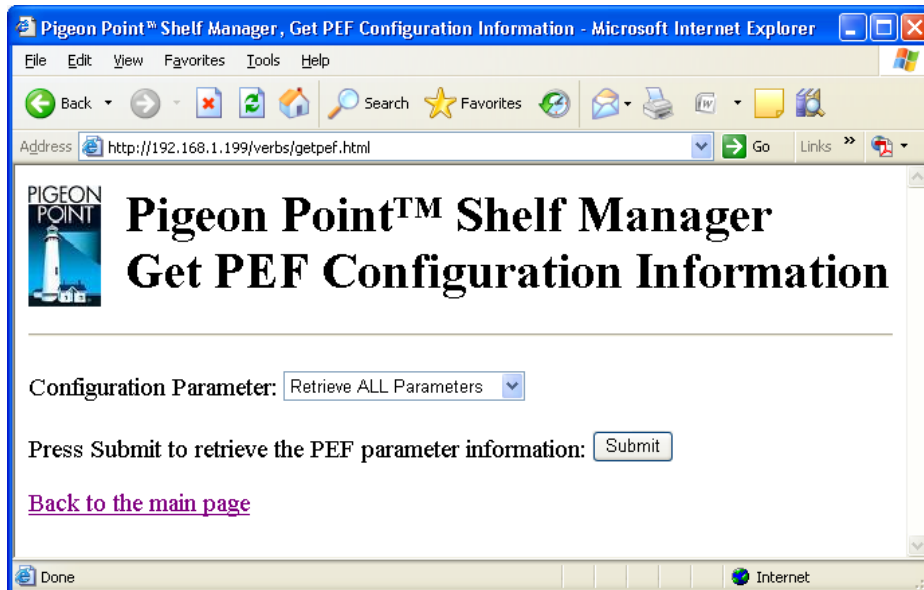 Pigeon Point™ Shelf Manager, Get PEF Configuration Information - Microsoft Internet Explorer
File Edit View Favorites Tools Help
Back Search Favorites
Address http://192.168.1.199/verbs/getpef.html Go Links »
PIGEON
POINT
Pigeon Point™ Shelf Manager
Get PEF Configuration Information
Configuration Parameter: Retrieve ALL Parameters
Press Submit to retrieve the PEF parameter information: Submit
Back to the main page
Done Internet